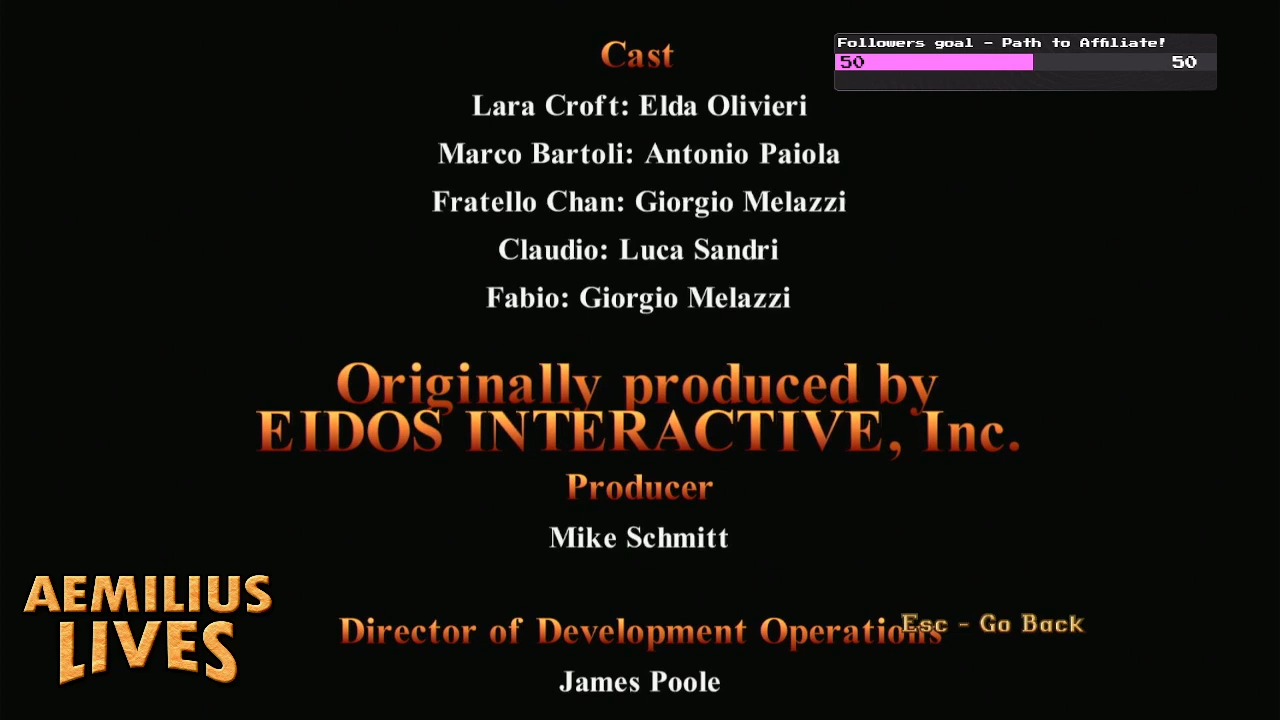 Cast
Followers goal - Path to Affiliate!
50 50
Lara Croft: Elda Olivieri
Marco Bartoli: Antonio Paiola
Fratello Chan: Giorgio Melazzi
Claudio: Luca Sandri
Fabio: Giorgio Melazzi
Originally produced by
EIDOS INTERACTIVE, Inc.
Producer
Mike Schmitt
AEMILIUS
LIVES
Director of Development Operations
Esc - Go Back
James Poole